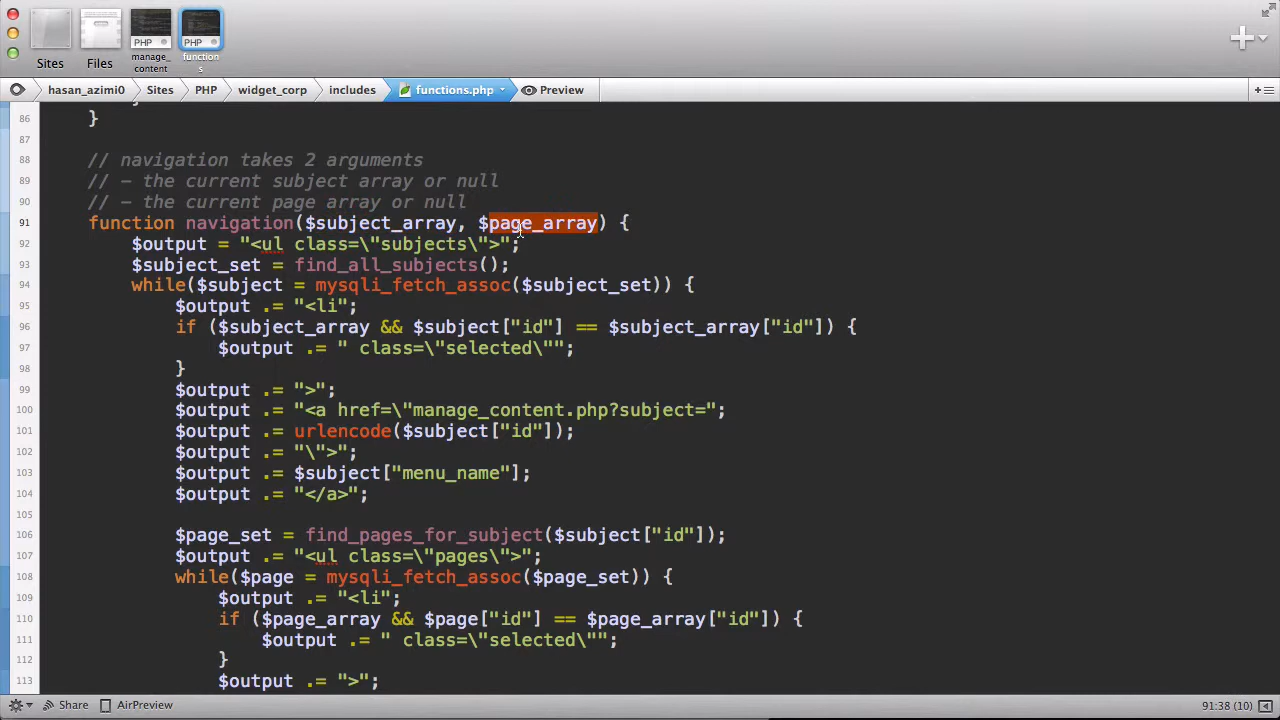 PHP
PHP
Sites
Files
manage_
content
function
s
hasan_azimi0
Sites
PHP
widget_corp
includes
functions.php
Preview
86 }
87
88 // navigation takes 2 arguments
89 // - the current subject array or null
90 // - the current page array or null
91 function navigation($subject_array, $page_array) {
92 $output = "<ul class=\"subjects\">";
93 $subject_set = find_all_subjects();
94 while($subject = mysqli_fetch_assoc($subject_set)) {
95 $output .= "<li";
96 if ($subject_array && $subject["id"] == $subject_array["id"]) {
97 $output .= " class=\"selected\"";
98 }
99 $output .= ">";
100 $output .= "<a href=\"manage_content.php?subject=";
101 $output .= urlencode($subject["id"]);
102 $output .= "\">";
103 $output .= $subject["menu_name"];
104 $output .= "</a>";
105
106 $page_set = find_pages_for_subject($subject["id"]);
107 $output .= "<ul class=\"pages\">";
108 while($page = mysqli_fetch_assoc($page_set)) {
109 $output .= "<li";
110 if ($page_array && $page["id"] == $page_array["id"]) {
111 $output .= " class=\"selected\"";
112 }
113 $output .= ">";
Share
AirPreview
91:38 (10)